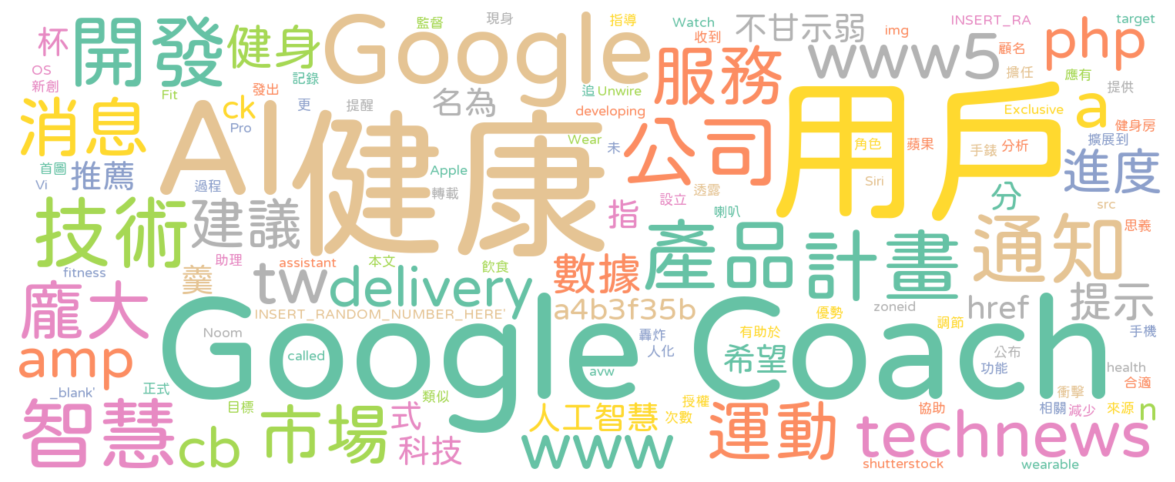 杯
開發
健身
Google
監督
現身
指導
Watch
收到
不甘示弱
img
INSERT_RA
target
OS
新創
消息
發出
記錄
Fit
ck
Pro
更
提醒
名為
追
Unwire
developing
服務
www5
顧名
擔任
php
應有
提供
Exclusive
a
健身房
首圖
Vi
推薦
過程
AI
健康
Apple
轉載
Wear
未
公司
用戶
角色
蘋果
手錶
分析
擴展到
進度
Siri
透露
設立
喇叭
分
src
思義
技術
建議
指
產品
計畫
通知
助理
fitness
羹
tw
assistant
本文
飲食
delivery
數據
a4b3f35b
INSERT_RANDOM_NUMBER_HERE'
優勢
zoneid
href
提示
龐大
amp
Noom
called
Google Coach
轟炸
人化
avw
有助於
希望
調節
公布
功能
手機
health
_blank'
正式
目標
類似
衝擊
合適
智慧
cb
市場
式
科技
人工智慧
www
授權
次數
運動
協助
technews
相關
減少
來源
n
shutterstock
wearable